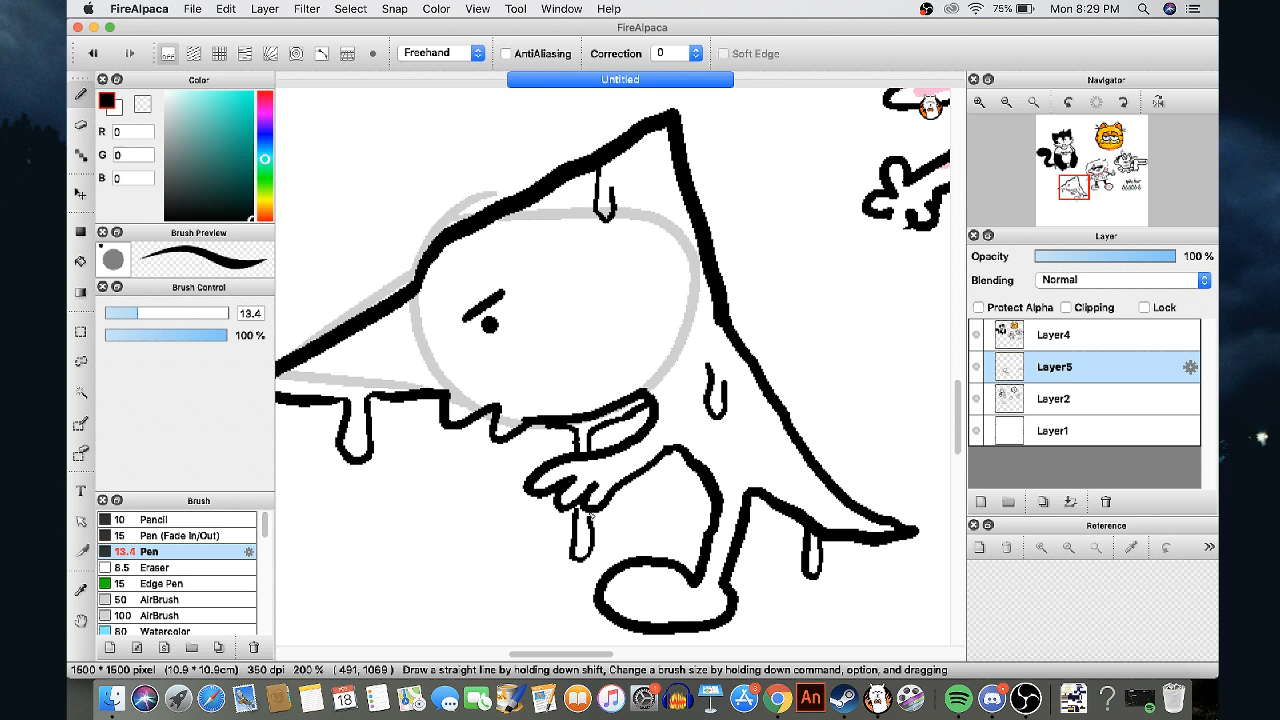 FireAlpaca File Edit Layer Filter Select Snap Color View Tool Window Help 75% Mon 8:29 PM
FireAlpaca
OFF Freehand AntiAliasing Correction 0 Soft Edge
Color Untitled Navigator
R 0
G 0
B 0
Brush Preview Layer
Opacity 100 %
Blending Normal
Brush Control
Protect Alpha Clipping Lock
13.4
100 %
Layer4
Layer5
Layer2
Layer1
Brush
10 Pencil
15 Pen (Fade In/Out)
13.4 Pen
8.5 Eraser
15 Edge Pen
50 AirBrush
100 AirBrush
80 Watercolor
T
Reference
1500 * 1500 pixel (10.9 * 10.9cm) 350 dpi 200 % ( 491, 1069 ) Draw a straight line by holding down shift, Change a brush size by holding down command, option, and dragging
18
An